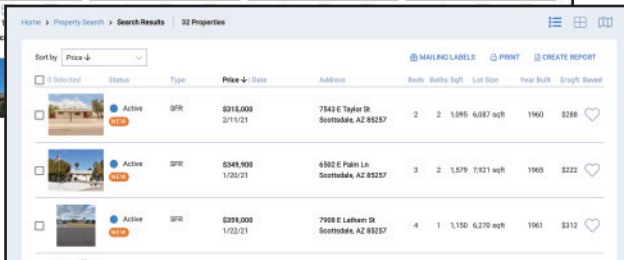 Home > Property Search > Search Results 32 Properties
Sort by Price ↓ MAILING LABELS PRINT CREATE REPORT
0 Selected Status Type Price ↓ | Date Address Beds Baths Sqft Lot Size Year Built $/sqft Saved
Active SFR $315,000 7543 E Taylor St 2 2 1,095 6,087 sqft 1960 $288
NEW 2/11/21 Scottsdale, AZ 85257
Active SFR $349,900 6502 E Palm Ln 3 2 1,579 7,921 sqft 1965 $222
NEW 1/20/21 Scottsdale, AZ 85257
Active SFR $359,000 7908 E Latham St 4 1 1,150 6,270 sqft 1961 $312
NEW 1/22/21 Scottsdale, AZ 85257